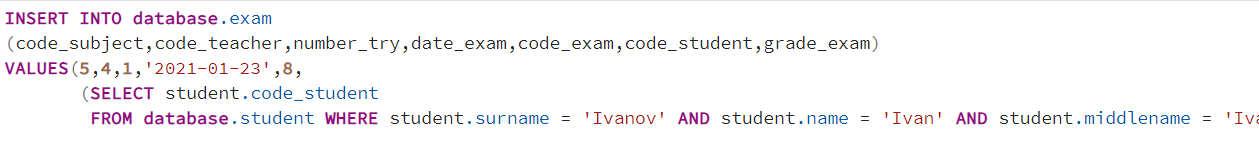 INSERT INTO database.exam
(code_subject,code_teacher,number_try,date_exam,code_exam,code_student,grade_exam)
VALUES(5,4,1,'2021-01-23',8,
(SELECT student.code_student
FROM database.student WHERE student.surname = 'Ivanov' AND student.name = 'Ivan' AND student.middlename =